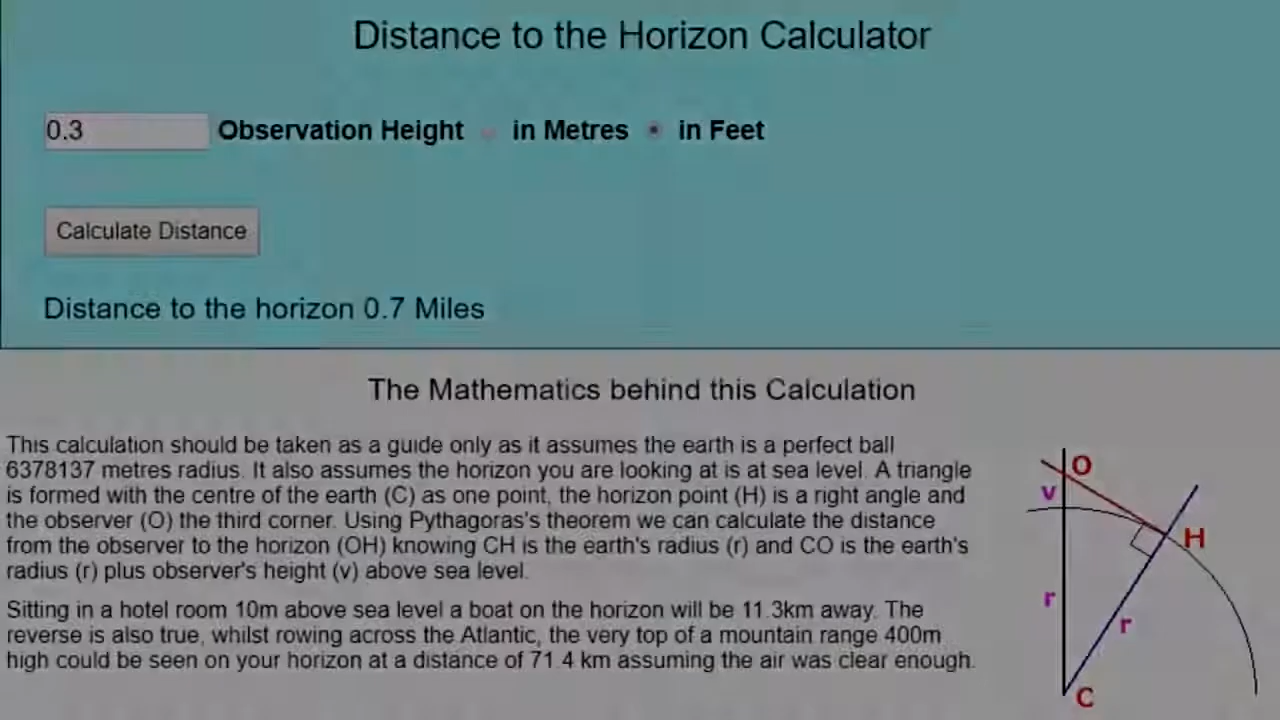 Distance to the Horizon Calculator
0.3 Observation Height in Metres in Feet
Calculate Distance
Distance to the horizon 0.7 Miles
The Mathematics behind this Calculation
This calculation should be taken as a guide only as it assumes the earth is a perfect ball
6378137 metres radius. It also assumes the horizon you are looking at is at sea level. A triangle
is formed with the centre of the earth (C) as one point, the horizon point (H) is a right angle and
the observer (O) the third corner. Using Pythagoras's theorem we can calculate the distance
from the observer to the horizon (OH) knowing CH is the earth's radius (r) and CO is the earth's
radius (r) plus observer's height (v) above sea level.
Sitting in a hotel room 10m above sea level a boat on the horizon will be 11.3km away. The
reverse is also true, whilst rowing across the Atlantic, the very top of a mountain range 400m
high could be seen on your horizon at a distance of 71.4 km assuming the air was clear enough.
O
v
H
r
r
C